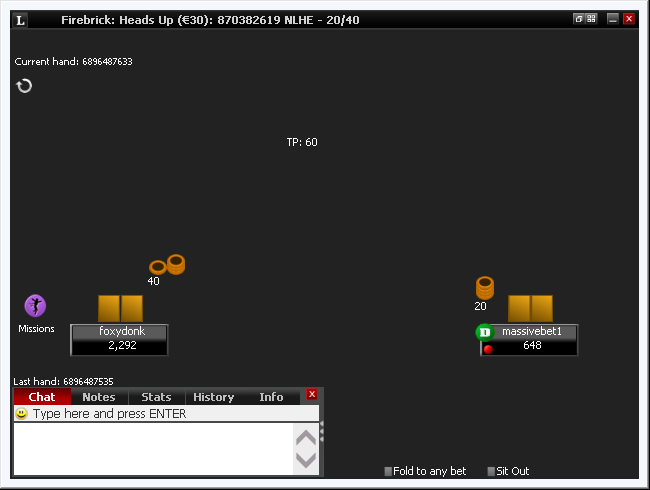 L Firebrick: Heads Up (€30): 870382619 NLHE - 20/40
Current hand: 6896487633
TP: 60
40
20
Missions
foxydonk
2,292
D massivebet1
648
Last hand: 6896487535
Chat Notes Stats History Info
Type here and press ENTER
Fold to any bet Sit Out